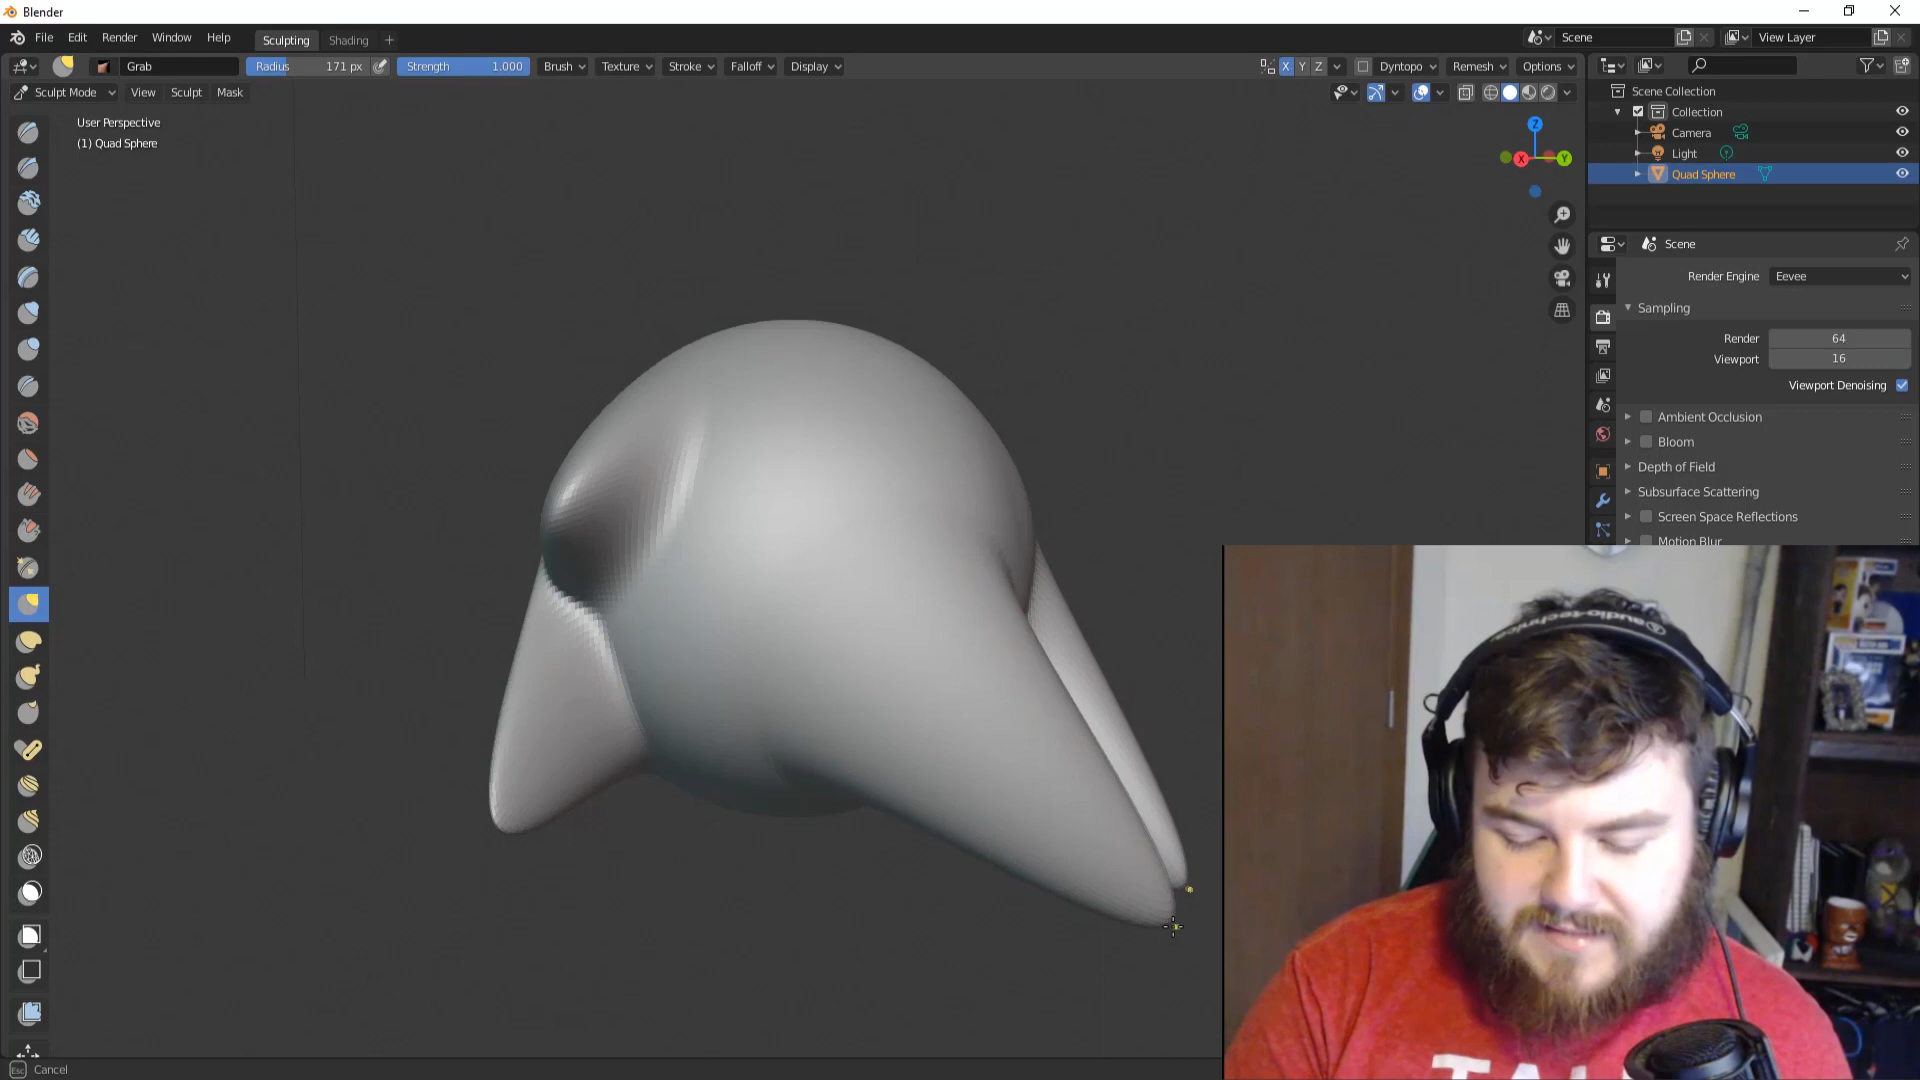 Blender
File Edit Render Window Help Sculpting Shading + Scene View Layer
Grab Radius 171 px Strength 1.000 Brush Texture Stroke Falloff Display X Y Z Dyntopo Remesh Options
Sculpt Mode View Sculpt Mask
User Perspective
(1) Quad Sphere
Z
X Y
Scene Collection
Collection
Camera
Light
Quad Sphere
Scene
Render Engine Eevee
Sampling
Render 64
Viewport 16
Viewport Denoising
Ambient Occlusion
Bloom
Depth of Field
Subsurface Scattering
Screen Space Reflections
Motion Blur
audio-technica
Esc Cancel